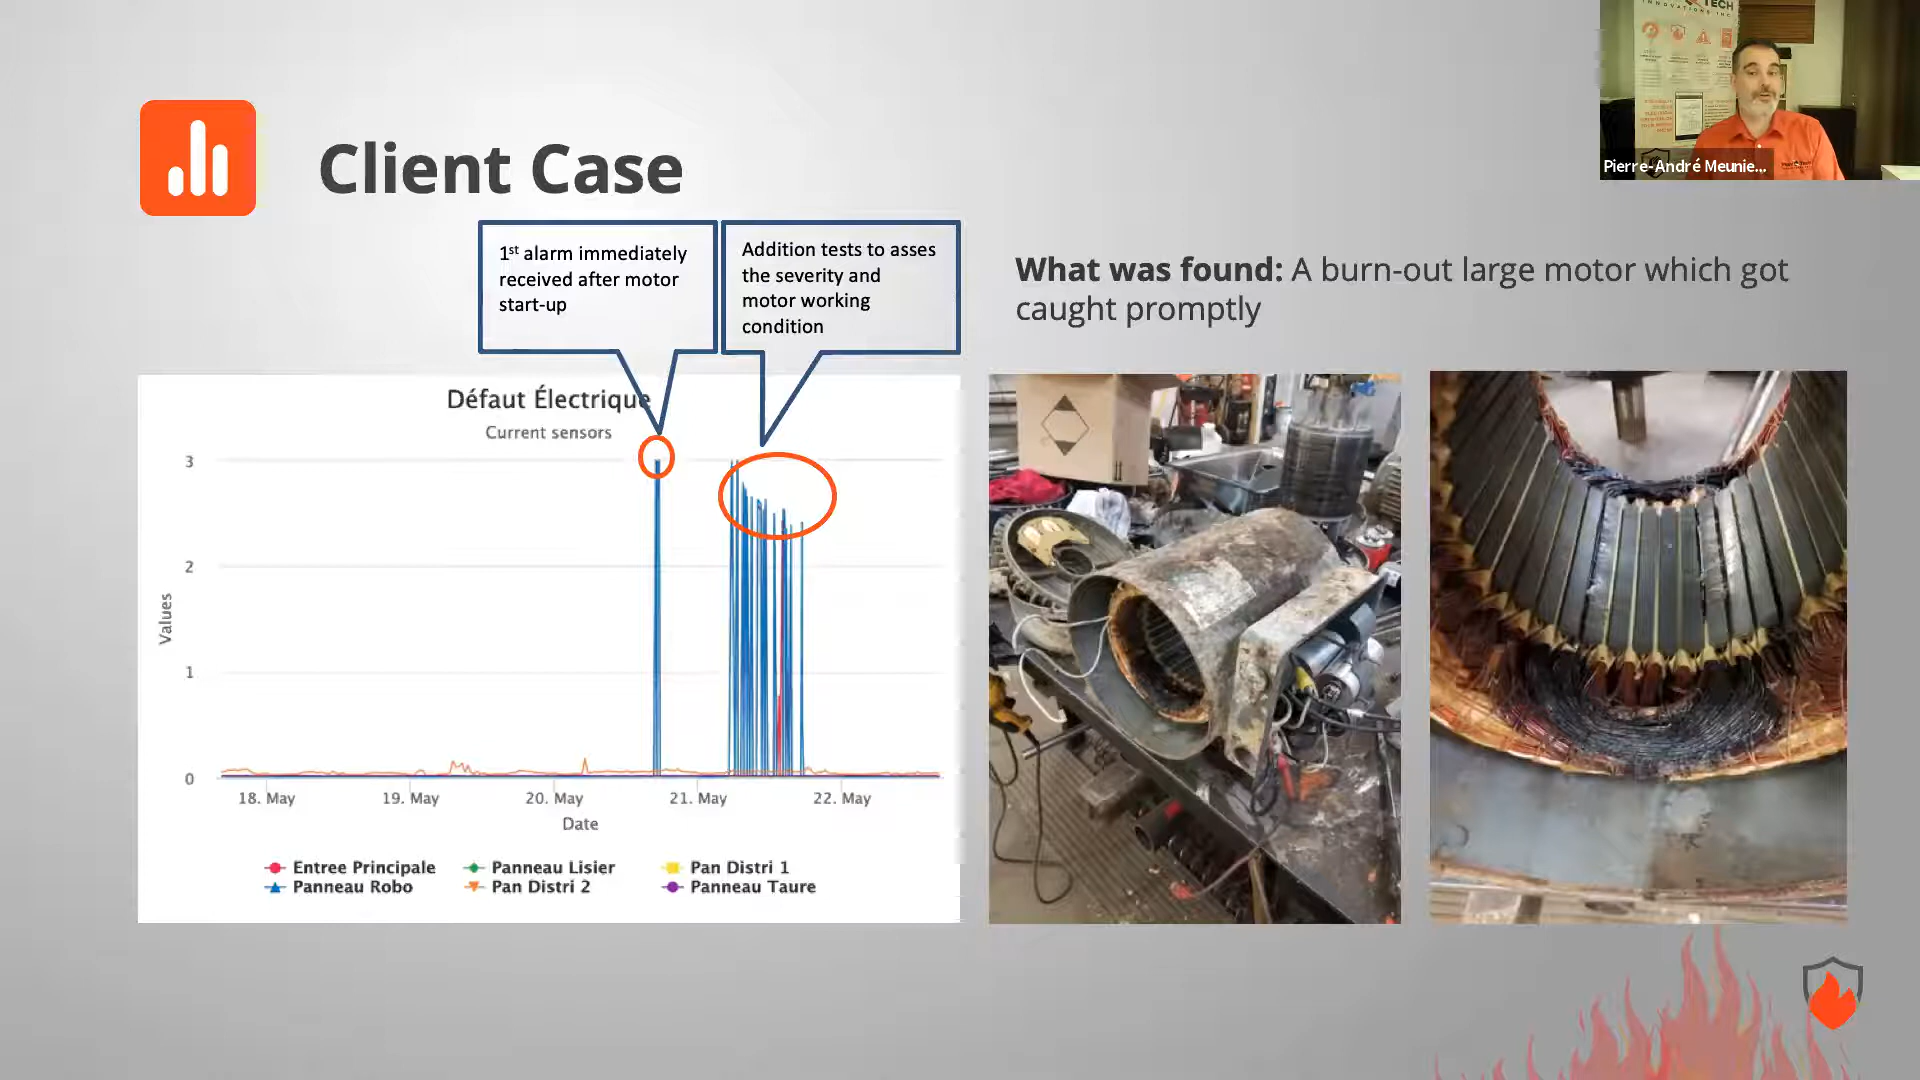 TECH
INNOVATIONS INC
Pierre-André Meunie...
Client Case
1st alarm immediately
received after motor
start-up
Addition tests to asses
the severity and
motor working
condition
What was found: A burn-out large motor which got
caught promptly
Défaut Électrique
Current sensors
3
2
1
0
Values
18. May
19. May
20. May
21. May
22. May
Date
Entree Principale
Panneau Lisier
Pan Distri 1
Panneau Robo
Pan Distri 2
Panneau Taure